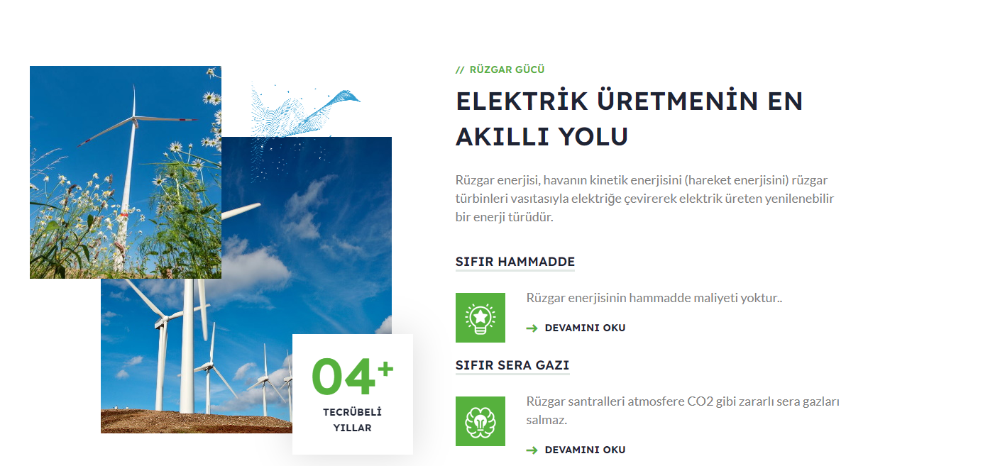 // RÜZGAR GÜCÜ
ELEKTRİK ÜRETMENİN EN
AKILLI YOLU
Rüzgar enerjisi, havanın kinetik enerjisini (hareket enerjisini) rüzgar
türbinleri vasıtasıyla elektriğe çevirerek elektrik üreten yenilenebilir
bir enerji türüdür.
SIFIR HAMMADDE
Rüzgar enerjisinin hammadde maliyeti yoktur..
DEVAMINI OKU
SIFIR SERA GAZI
Rüzgar santralleri atmosfere CO2 gibi zararlı sera gazları
salmaz.
DEVAMINI OKU
04+
TECRÜBELİ
YILLAR